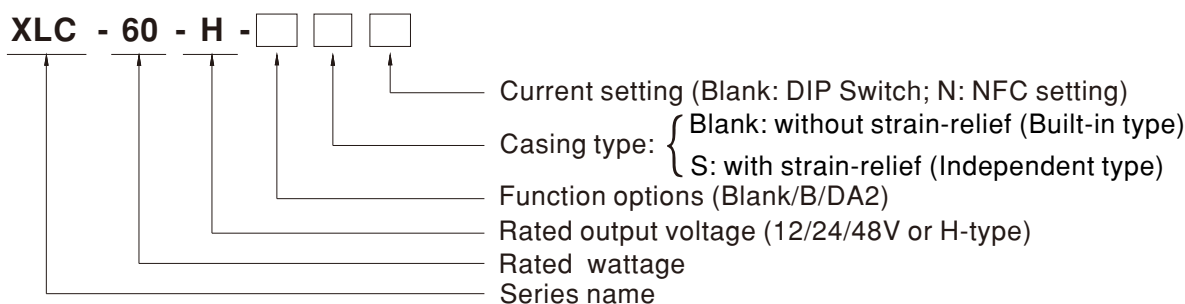 XLC - 60 - H -
Current setting (Blank: DIP Switch; N: NFC setting)
Blank: without strain-relief (Built-in type)
Casing type:
S: with strain-relief (Independent type)
Function options (Blank/B/DA2)
Rated output voltage (12/24/48V or H-type)
Rated wattage
Series name